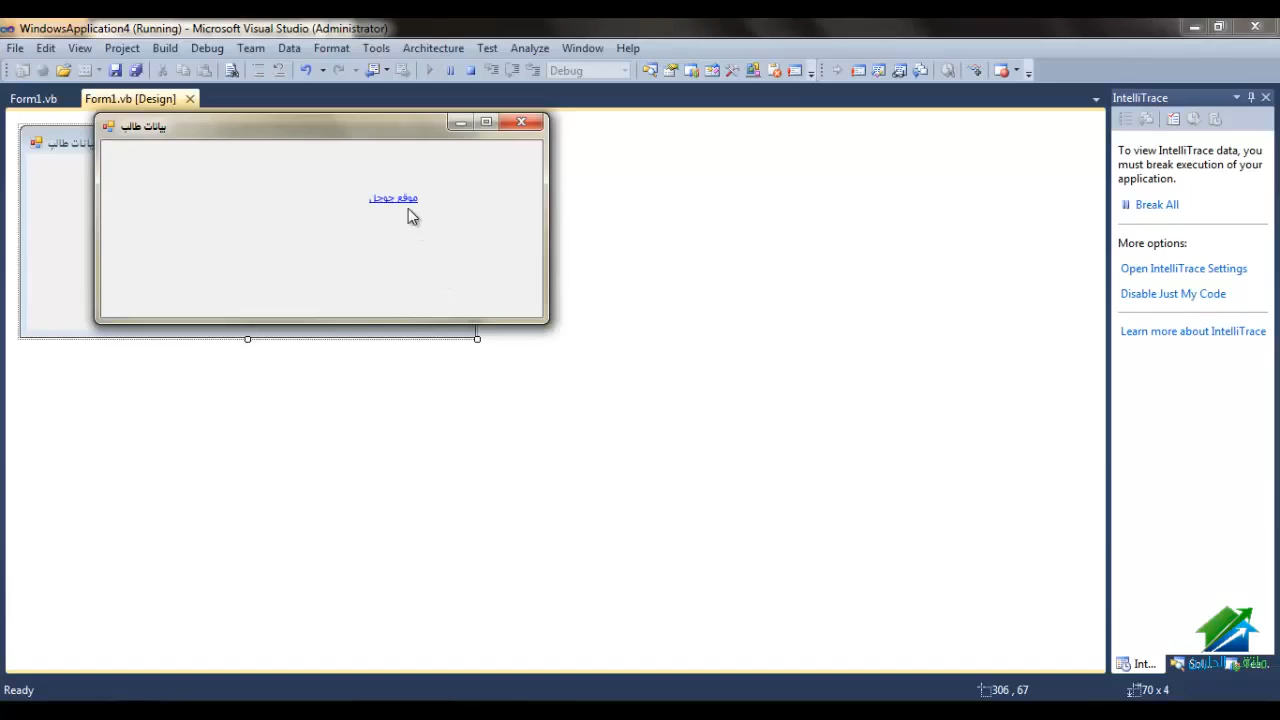 WindowsApplication4 (Running) - Microsoft Visual Studio (Administrator)
File Edit View Project Build Debug Team Data Format Tools Architecture Test Analyze Window Help
Debug
Form1.vb
Form1.vb [Design]
IntelliTrace
بيانات طالب
موقع جوجل
To view IntelliTrace data, you
must break execution of your
application.
Break All
More options:
Open IntelliTrace Settings
Disable Just My Code
Learn more about IntelliTrace
Int...
Ready
306 , 67